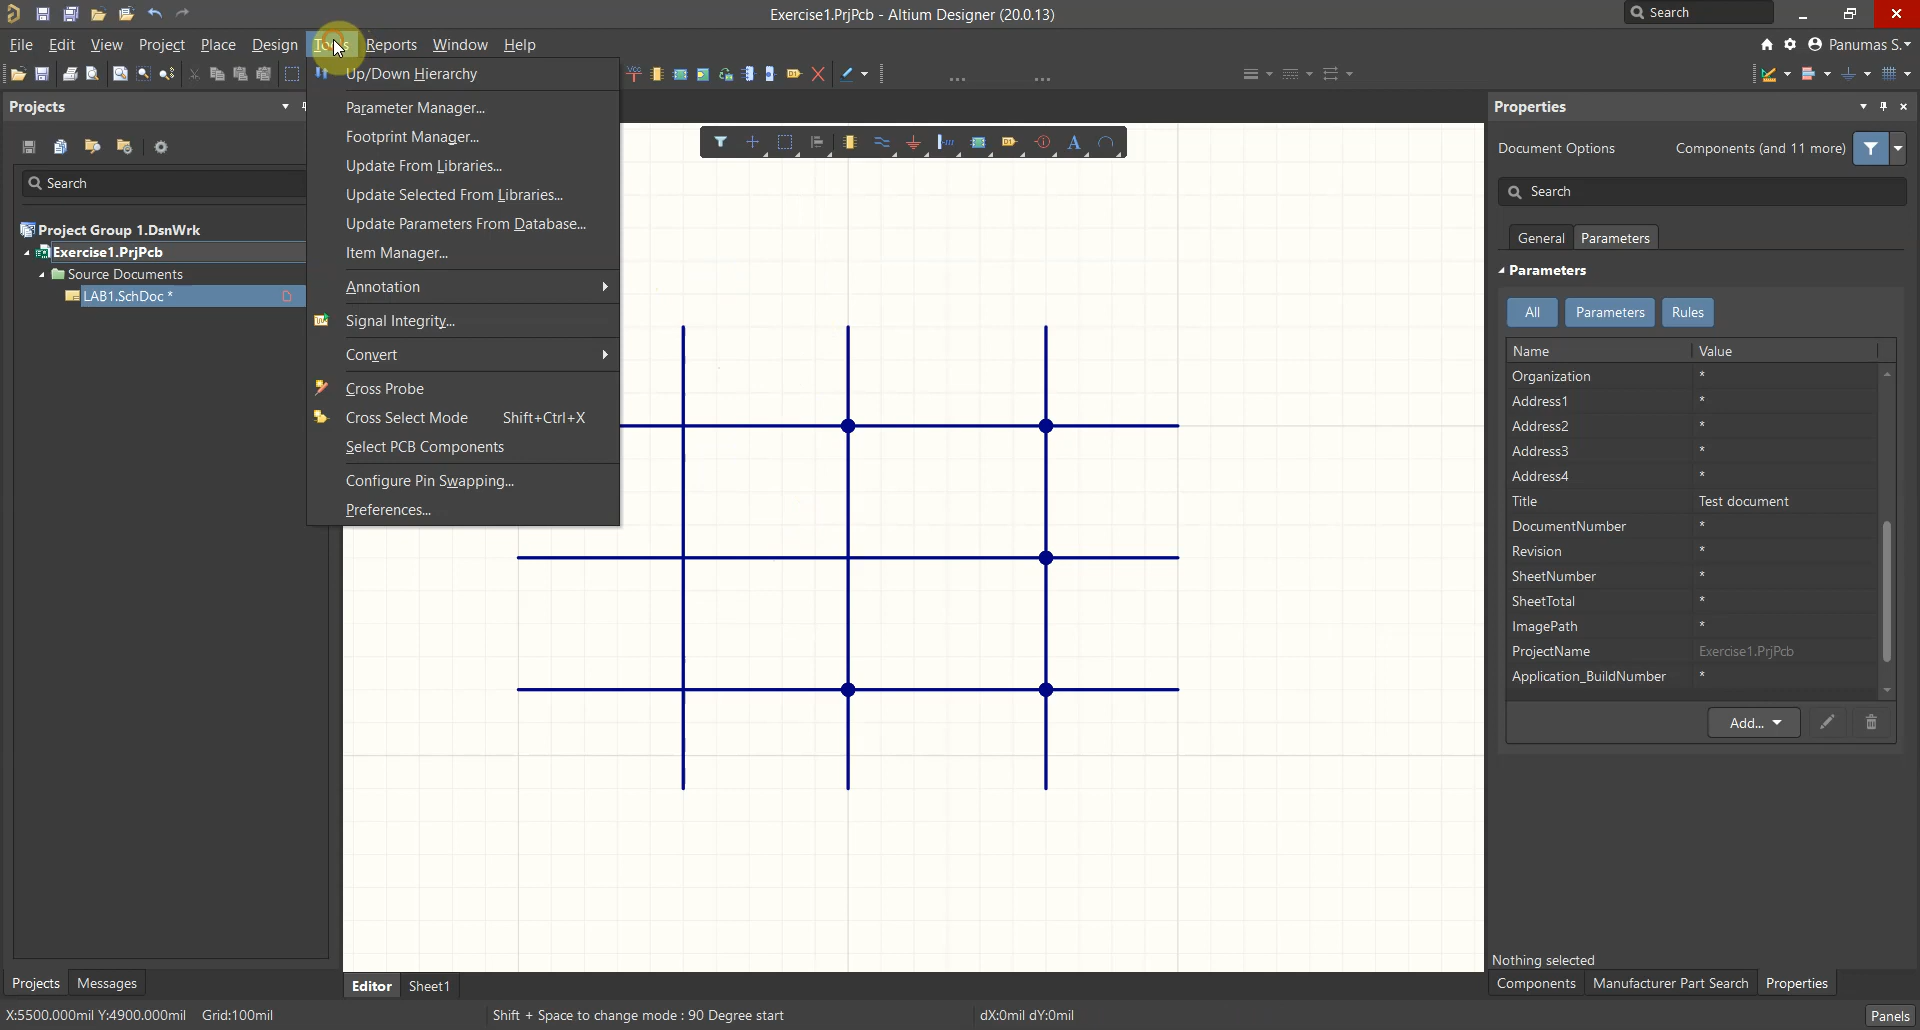 Exercise1.PrjPcb - Altium Designer (20.0.13)
Search
File Edit View Project Place Design Tools Reports Window Help
Panumas S.
Projects
Search
Project Group 1.DsnWrk
Exercise1.PrjPcb
Source Documents
LAB1.SchDoc *
Up/Down Hierarchy
Parameter Manager...
Footprint Manager...
Update From Libraries...
Update Selected From Libraries...
Update Parameters From Database...
Item Manager...
Annotation
Signal Integrity...
Convert
Cross Probe
Cross Select Mode Shift+Ctrl+X
Select PCB Components
Configure Pin Swapping...
Preferences...
Properties
Document Options Components (and 11 more)
Search
General Parameters
Parameters
All Parameters Rules
Name Value
Organization *
Address1 *
Address2 *
Address3 *
Address4 *
Title Test document
DocumentNumber *
Revision *
SheetNumber *
SheetTotal *
ImagePath *
ProjectName Exercise1.PrjPcb
Application_BuildNumber *
Add...
Nothing selected
Projects Messages
Editor Sheet1
Components Manufacturer Part Search Properties
X:5500.000mil Y:4900.000mil Grid:100mil
Shift + Space to change mode : 90 Degree start
dX:0mil dY:0mil
Panels